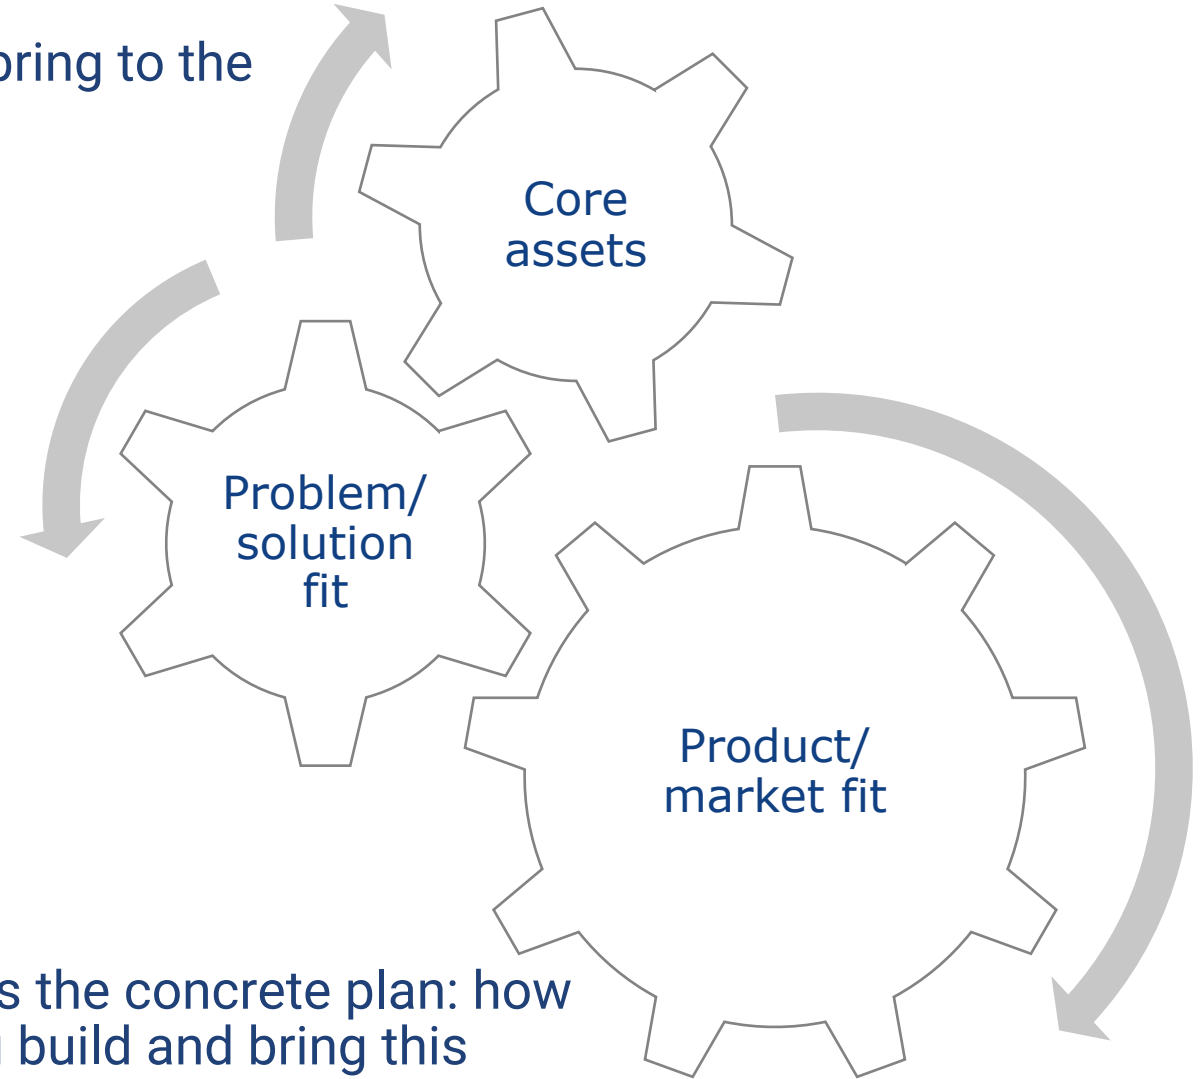 bring to the
Core
assets
Problem/
solution
fit
Product/
market fit
s the concrete plan: how
build and bring this